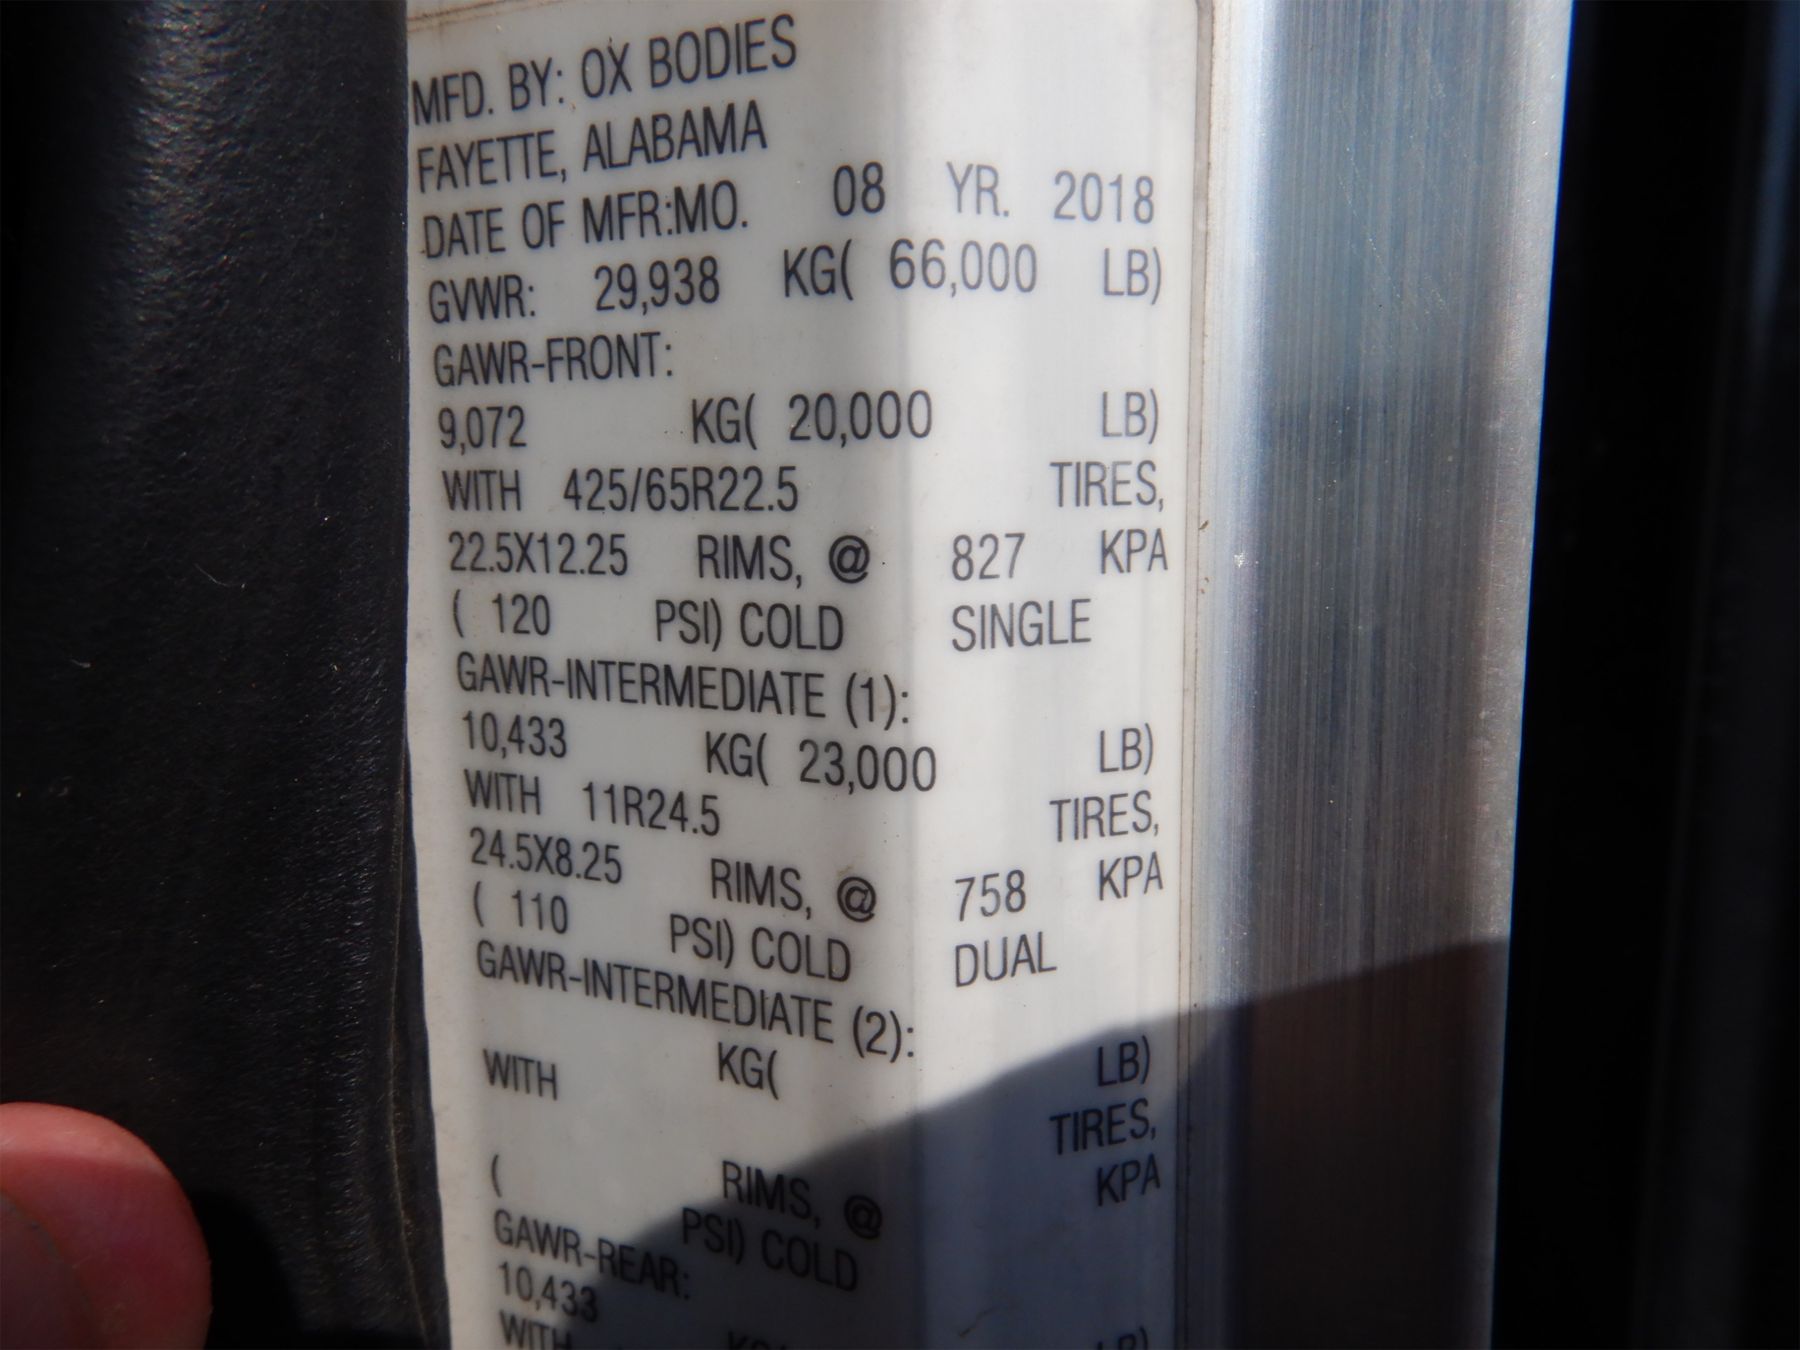 MFD. BY: OX BODIES
FAYETTE, ALABAMA
DATE OF MFR:MO. 08 YR. 2018
GVWR: 29,938 KG( 66,000 LB)
GAWR-FRONT:
9,072 KG( 20,000 LB)
WITH 425/65R22.5 TIRES,
22.5X12.25 RIMS, @ 827 KPA
( 120 PSI) COLD SINGLE
GAWR-INTERMEDIATE (1):
10,433 KG( 23,000 LB)
WITH 11R24.5 TIRES,
24.5X8.25 RIMS, @ 758 KPA
( 110 PSI) COLD DUAL
GAWR-INTERMEDIATE (2):
KG( LB)
WITH TIRES,
RIMS, @ KPA
( PSI) COLD
GAWR-REAR:
10,433 KG( LB)
WITH